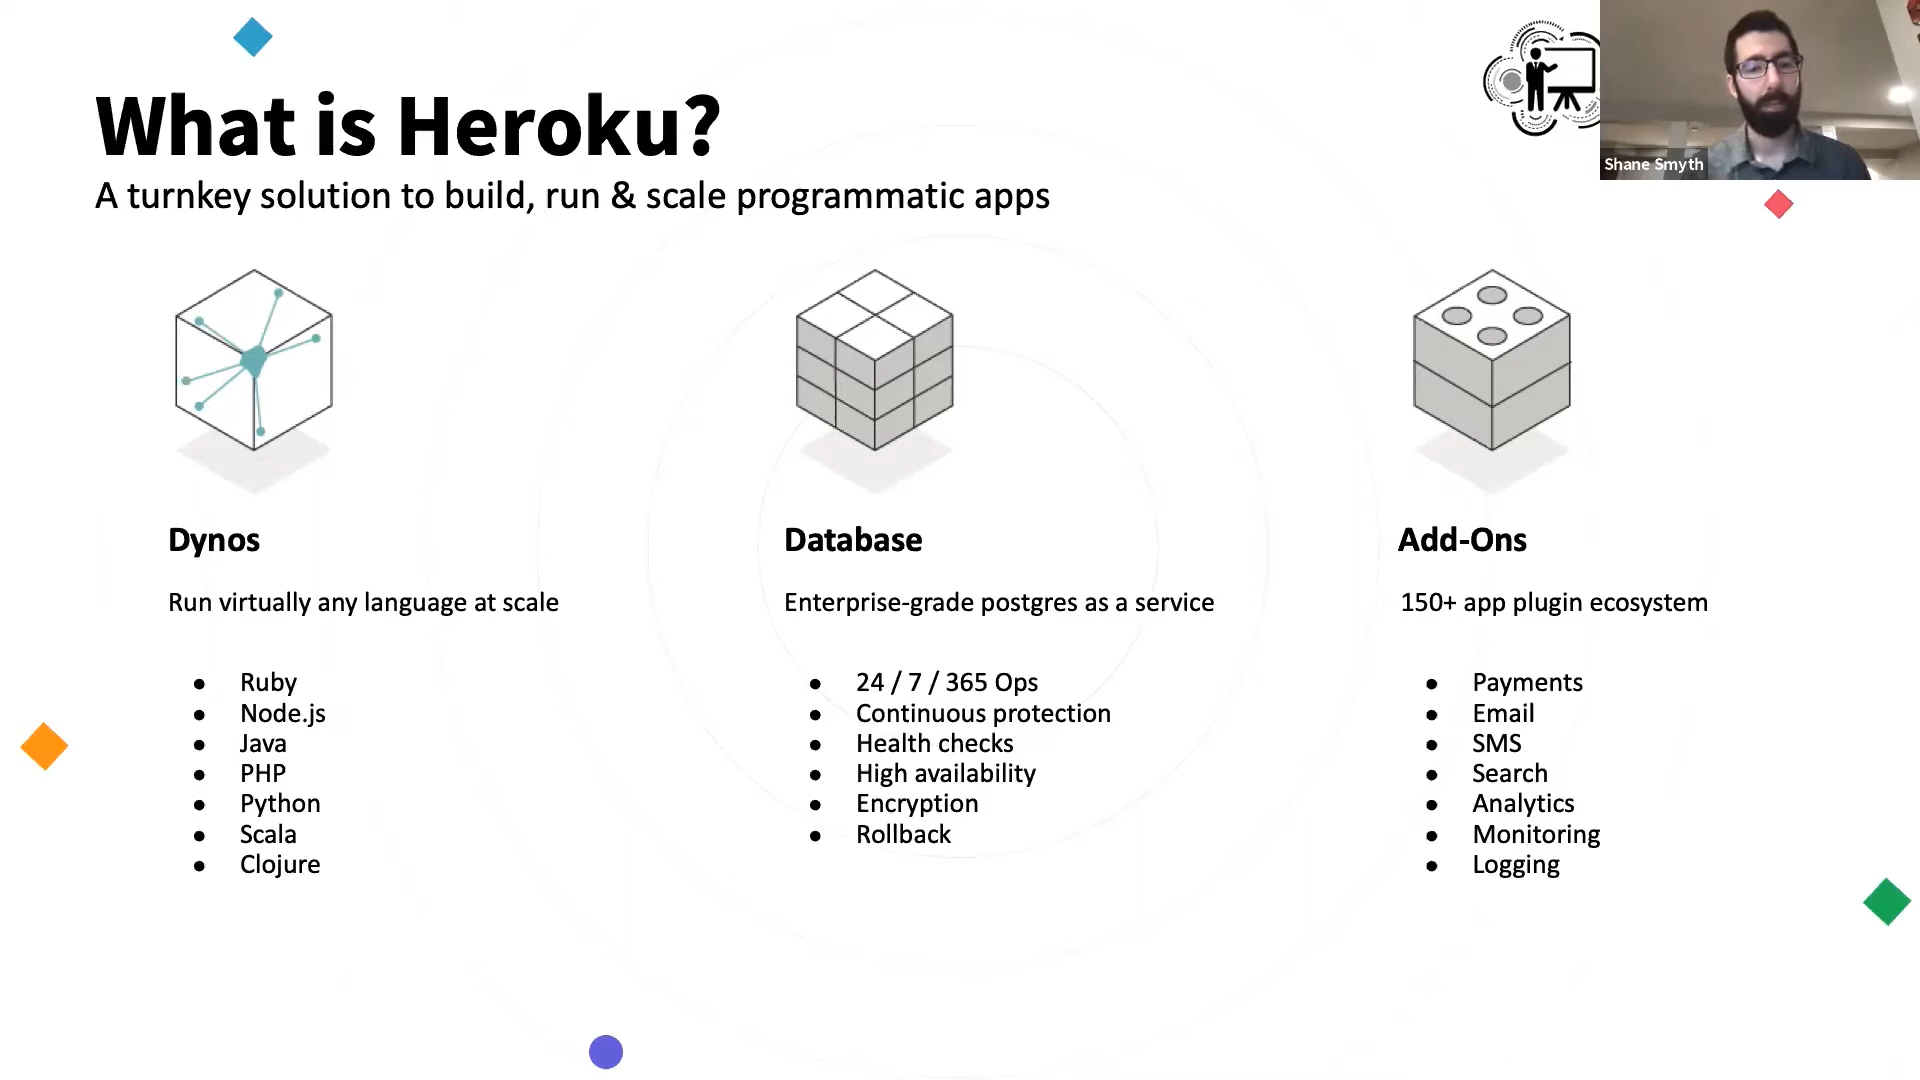 What is Heroku?
A turnkey solution to build, run & scale programmatic apps
Shane Smyth
Dynos
Run virtually any language at scale
● Ruby
● Node.js
● Java
● PHP
● Python
● Scala
● Clojure
Database
Enterprise-grade postgres as a service
● 24 / 7 / 365 Ops
● Continuous protection
● Health checks
● High availability
● Encryption
● Rollback
Add-Ons
150+ app plugin ecosystem
● Payments
● Email
● SMS
● Search
● Analytics
● Monitoring
● Logging